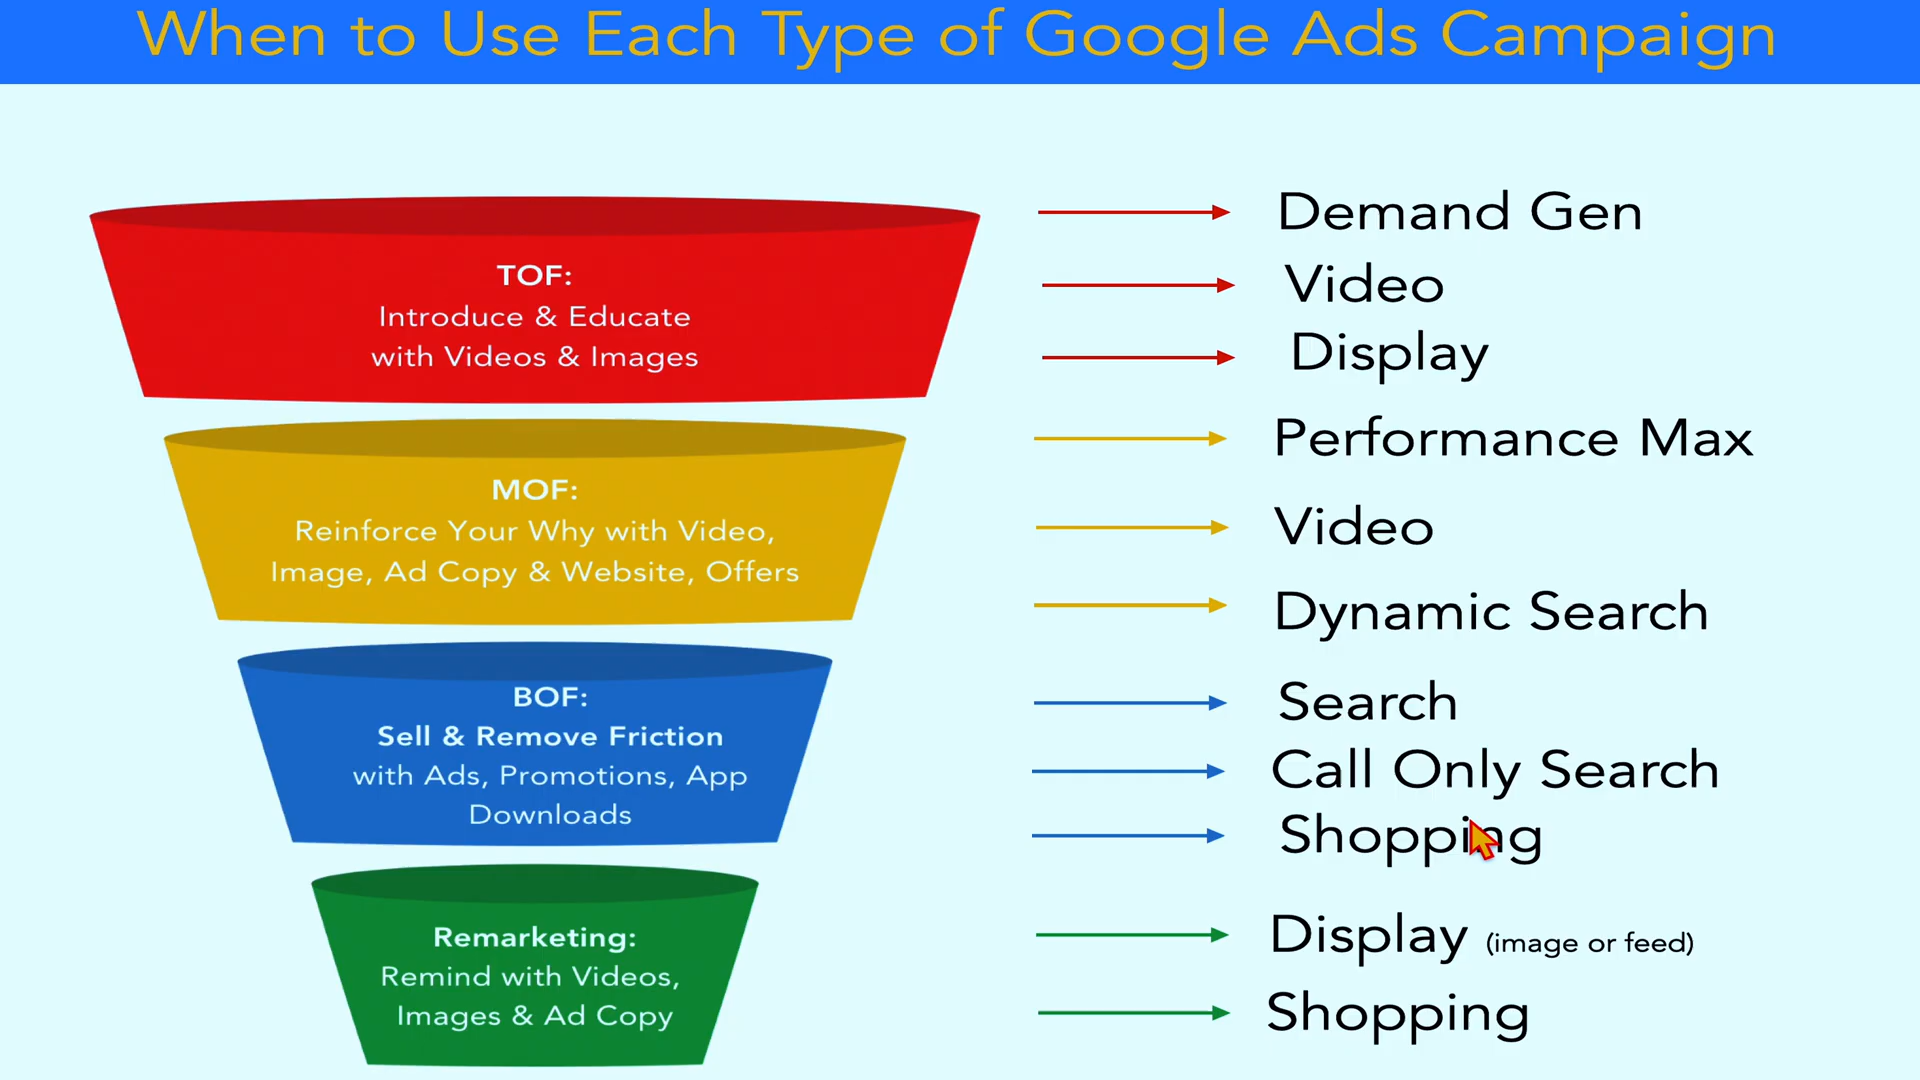 When to Use Each Type of Google Ads Campaign
TOF:
Introduce & Educate
with Videos & Images
Demand Gen
Video
Display
MOF:
Reinforce Your Why with Video,
Image, Ad Copy & Website, Offers
Performance Max
Video
Dynamic Search
BOF:
Sell & Remove Friction
with Ads, Promotions, App
Downloads
Search
Call Only Search
Shopping
Remarketing:
Remind with Videos,
Images & Ad Copy
Display (image or feed)
Shopping